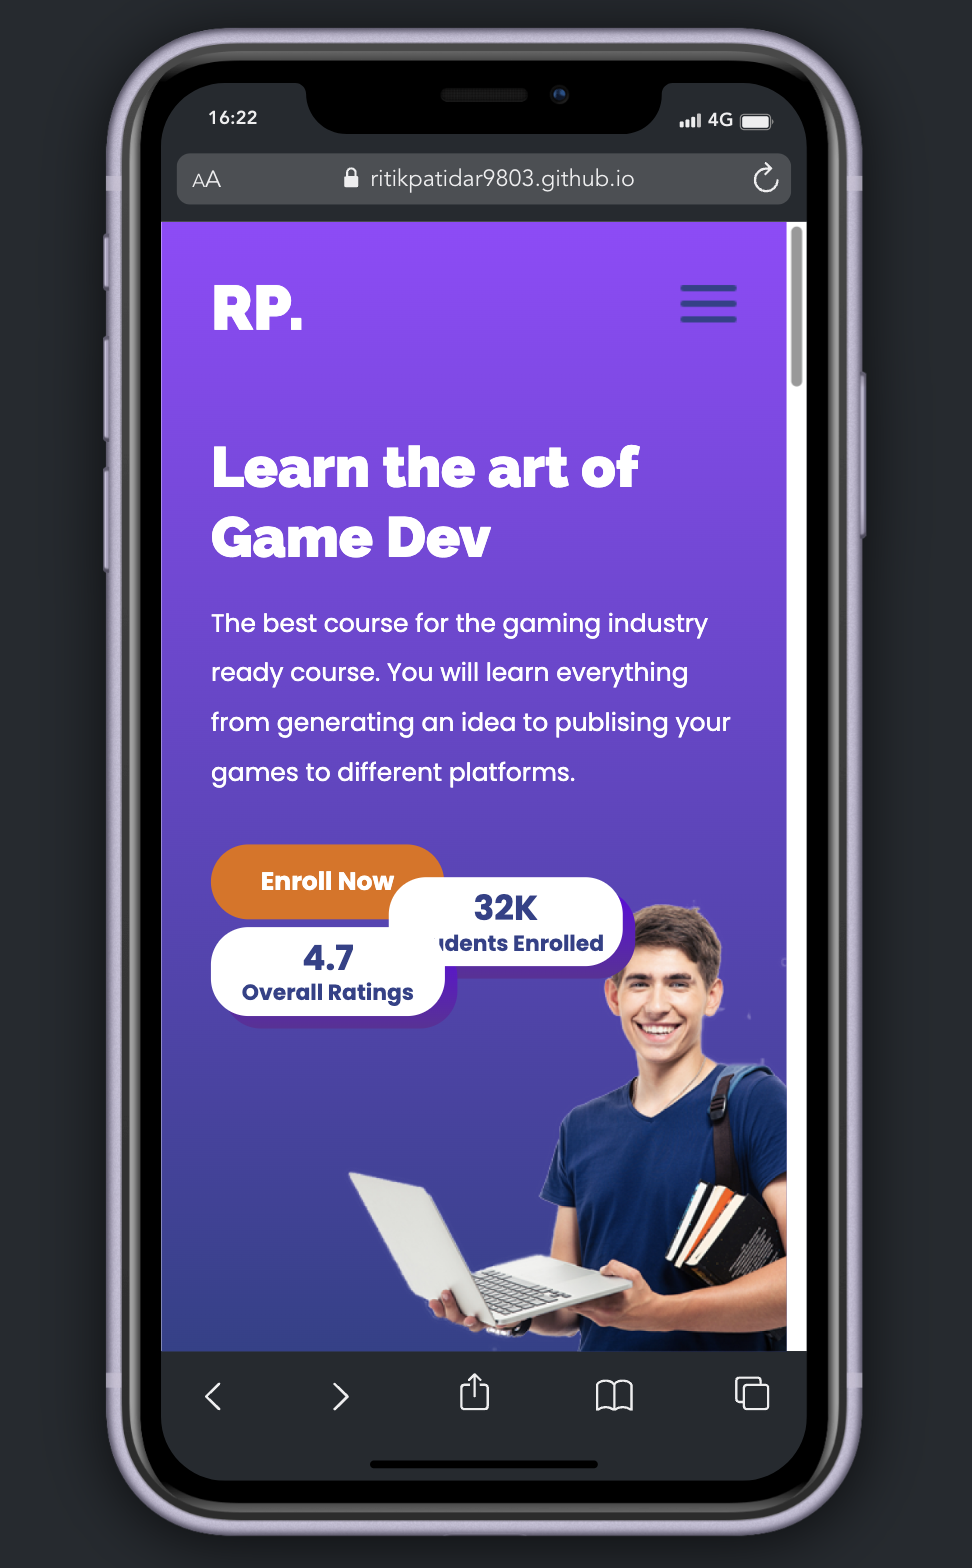 16:22
4G
AA
ritikpatidar9803.github.io
RP.
Learn the art of
Game Dev
The best course for the gaming industry
ready course. You will learn everything
from generating an idea to publising your
games to different platforms.
Enroll Now
32K
Enrolled
4.7
Overall Ratings